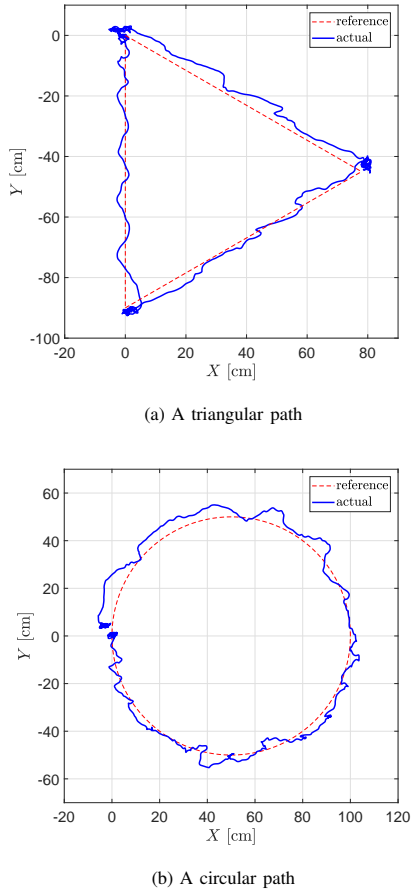 0
-20
-40
-60
-80
-100
-20 0 20 40 60 80
X [cm]
Y [cm]
reference
actual
(a) A triangular path
60
40
20
0
-20
-40
-60
-20 0 20 40 60 80 100 120
X [cm]
Y [cm]
reference
actual
(b) A circular path